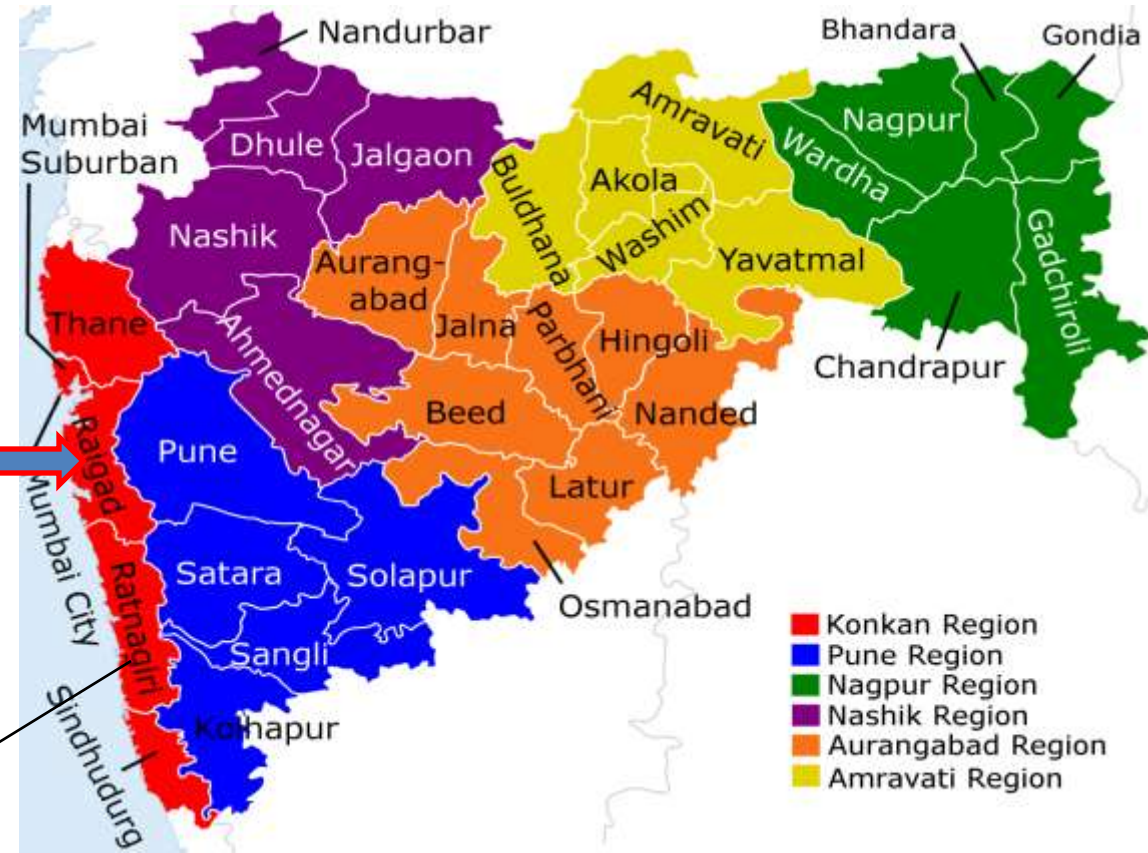 Nandurbar
Bhandara
Gondia
Mumbai
Suburban
Dhule
Jalgaon
Amravati
Nagpur
Wardha
Buldhana
Akola
Washim
Nashik
Yavatmal
Gadchiroli
Aurang-
abad
Thane
Ahmednagar
Jalna
Parbhani
Hingoli
Chandrapur
Beed
Nanded
Raigad
Pune
Latur
Mumbai City
Ratnagiri
Satara
Solapur
Osmanabad
Sangli
Kolhapur
Sindhudurg
Konkan Region
Pune Region
Nagpur Region
Nashik Region
Aurangabad Region
Amravati Region